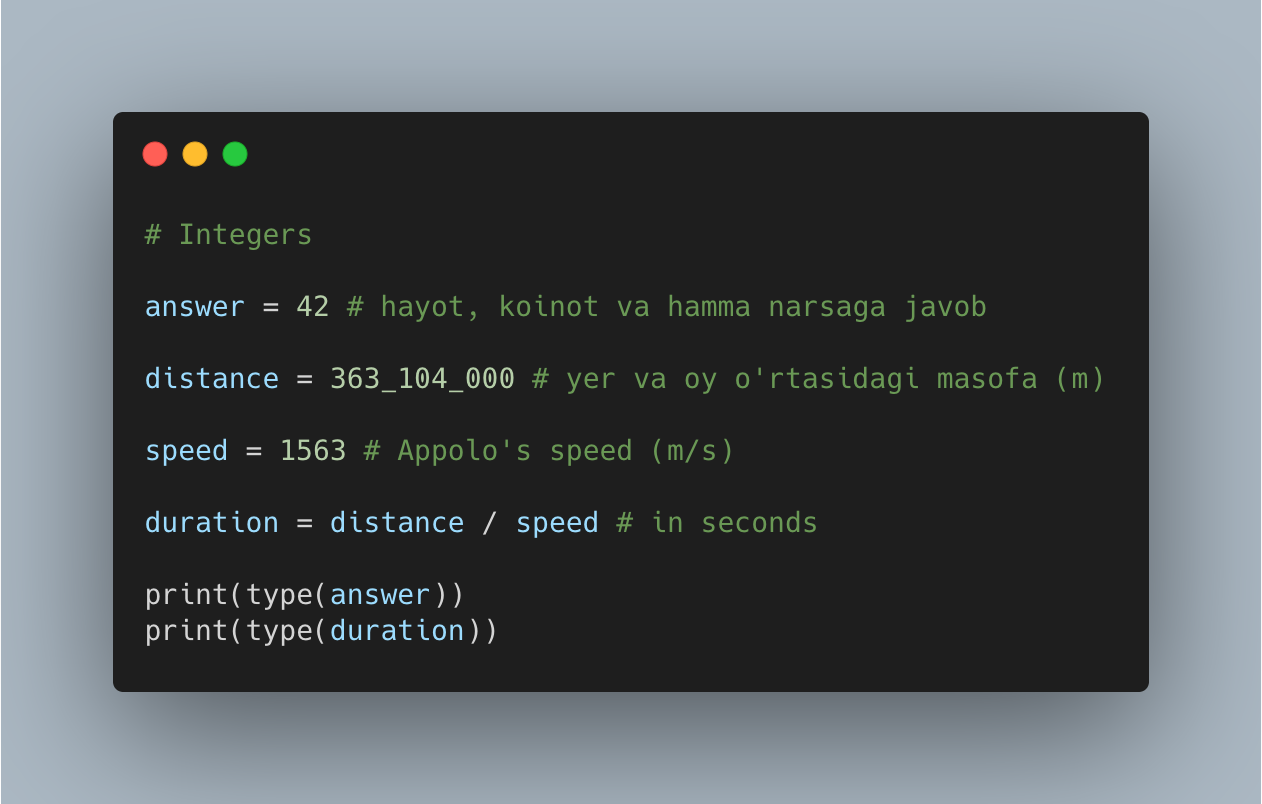 # Integers
answer = 42 # hayot, koinot va hamma narsaga javob
distance = 363_104_000 # yer va oy o'rtasidagi masofa (m)
speed = 1563 # Appolo's speed (m/s)
duration = distance / speed # in seconds
print(type(answer))
print(type(duration))